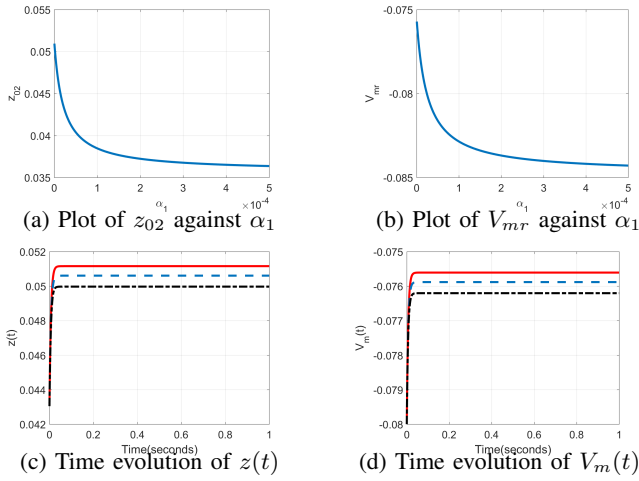 0.055
0.05
0.045
0.04
0.035
z02
0 1 2 3 4 5
α1
×10-4
(a) Plot of z02 against α1
-0.075
-0.08
-0.085
Vmr
0 1 2 3 4 5
α1
×10-4
(b) Plot of Vmr against α1
0.052
0.05
0.048
0.046
0.044
0.042
z(t)
0 0.2 0.4 0.6 0.8 1
Time(seconds)
(c) Time evolution of z(t)
-0.075
-0.076
-0.077
-0.078
-0.079
-0.08
Vm(t)
0 0.2 0.4 0.6 0.8 1
Time(seconds)
(d) Time evolution of Vm(t)